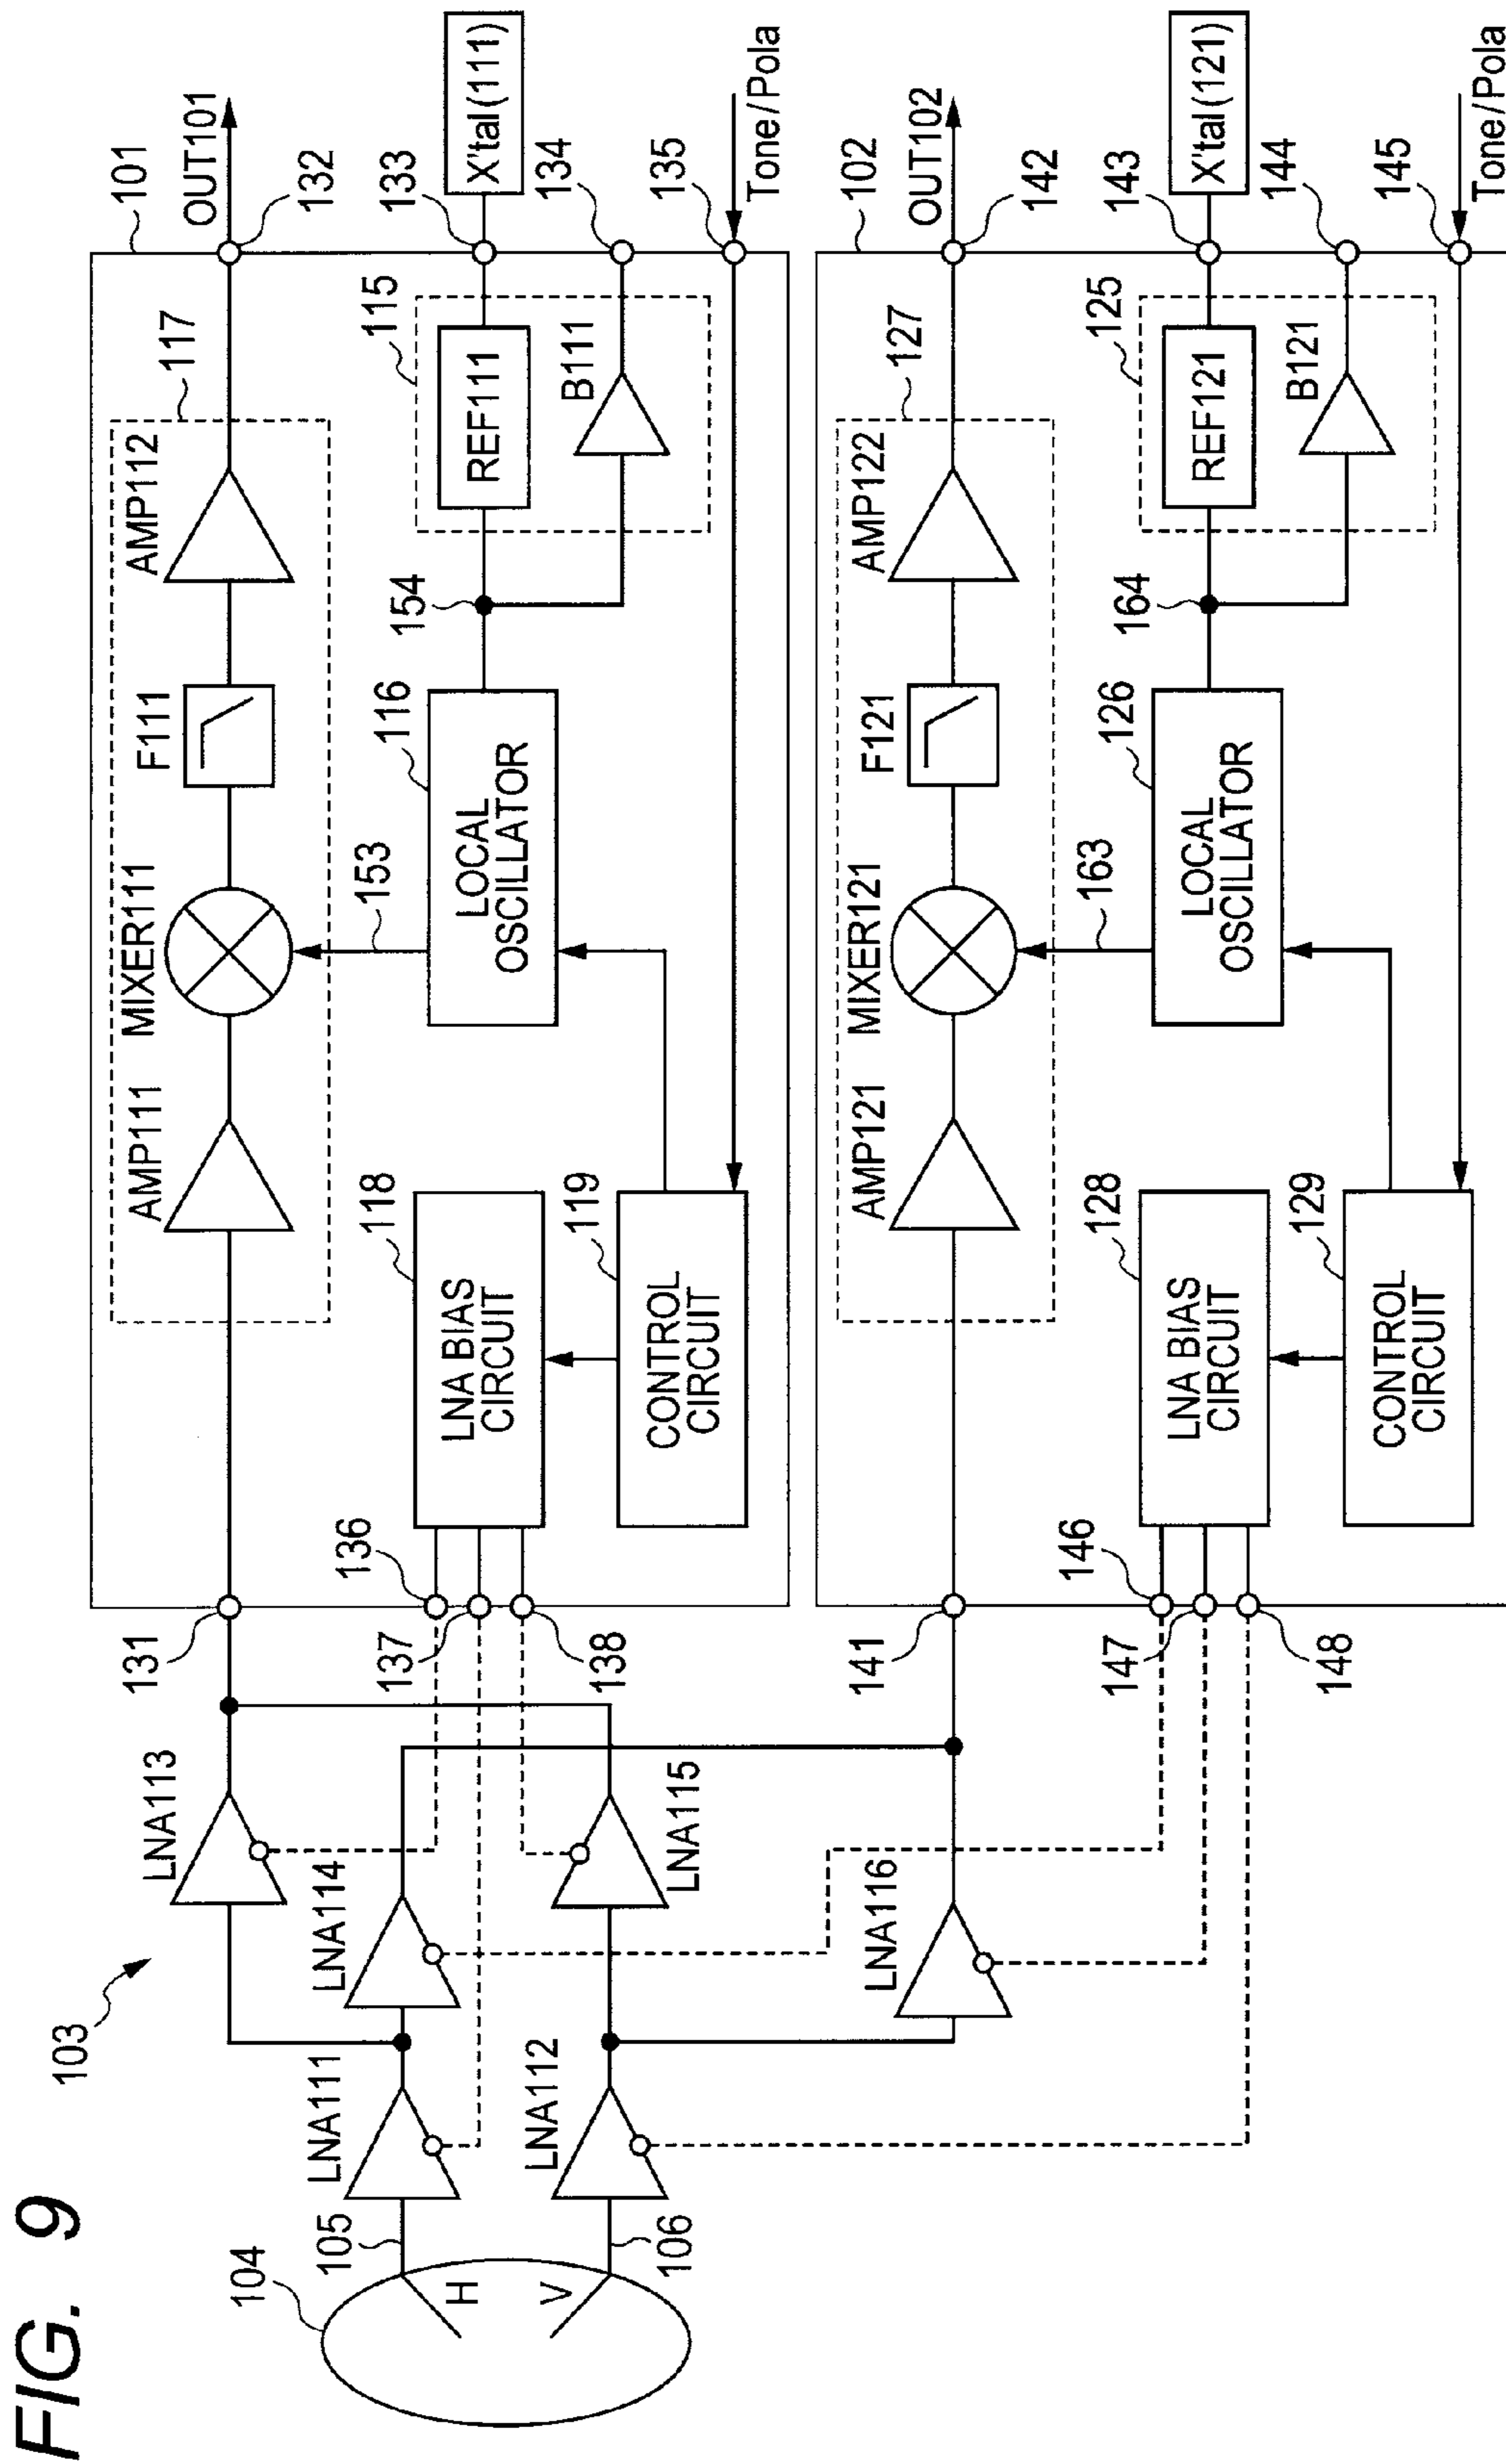 FIG. 9
103
104
105
106
H
V
LNA111
LNA112
LNA113
LNA114
LNA115
LNA116
131
136
137
138
101
117
AMP111
MIXER111
F111
AMP112
OUT101
132
153
118
LNA BIAS
CIRCUIT
119
CONTROL
CIRCUIT
116
LOCAL
OSCILLATOR
154
115
REF111
B111
133
X'tal(111)
134
135
Tone/Pola
141
146
147
148
102
127
AMP121
MIXER121
F121
AMP122
OUT102
142
163
128
LNA BIAS
CIRCUIT
129
CONTROL
CIRCUIT
126
LOCAL
OSCILLATOR
164
125
REF121
B121
143
X'tal(121)
144
145
Tone/Pola